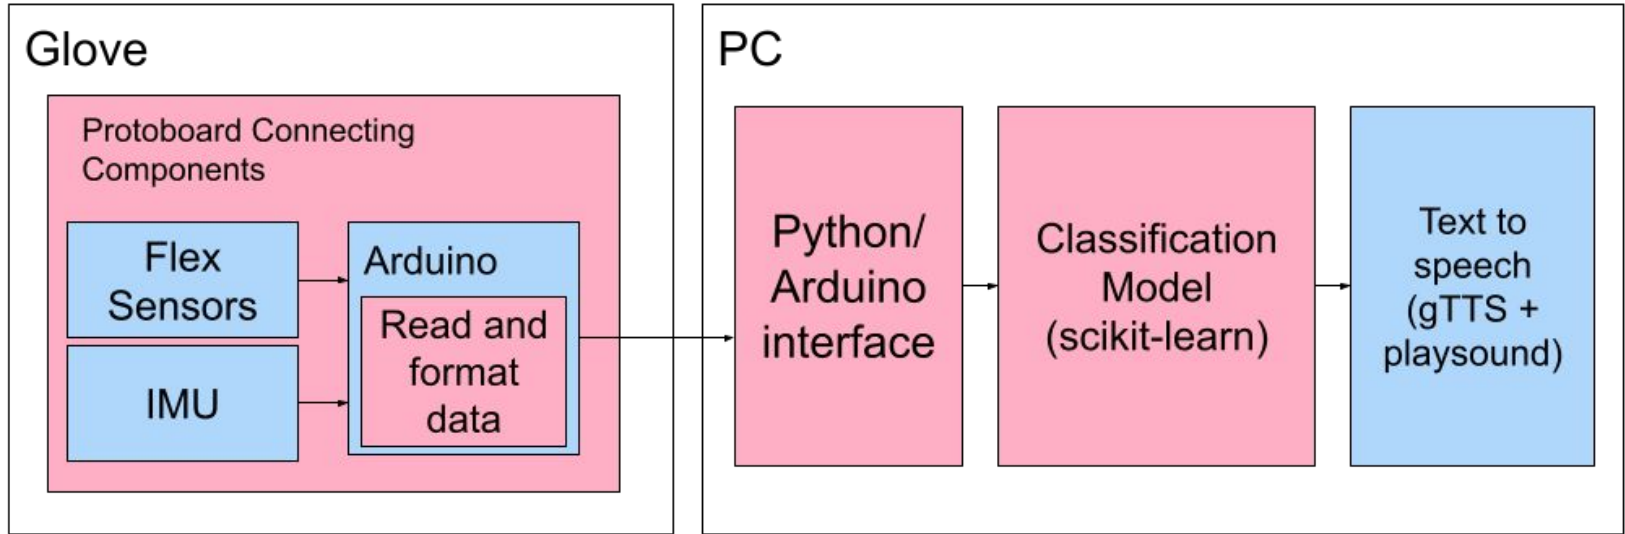 Glove
Protoboard Connecting
Components
Flex
Sensors
IMU
Arduino
Read and
format
data
PC
Python/
Arduino
interface
Classification
Model
(scikit-learn)
Text to
speech
(gTTS +
playsound)